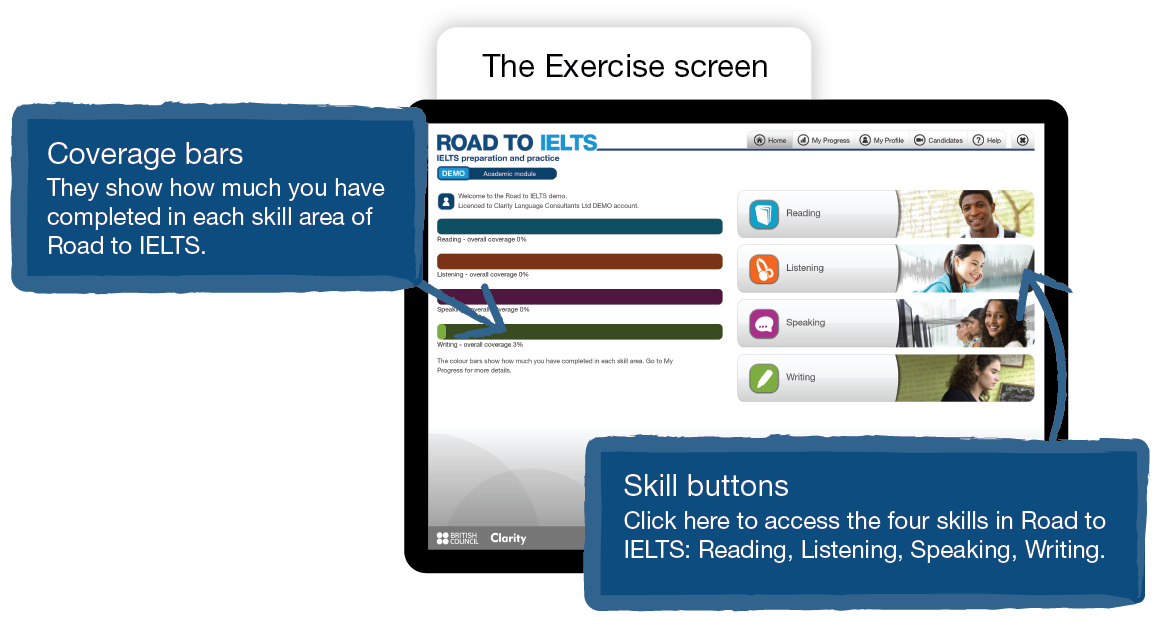 The Exercise screen
Coverage bars
They show how much you have
completed in each skill area of
Road to IELTS.
ROAD TO IELTS
IELTS preparation and practice
DEMO Academic module
Home My Progress My Profile Candidates ? Help
Welcome to the Road to IELTS demo.
Licenced to Clarity Language Consultants Ltd DEMO account.
Reading - overall coverage 0%
Listening - overall coverage 0%
Speaking - overall coverage 0%
Writing - overall coverage 3%
The colour bars show how much you have completed in each skill area. Go to My
Progress for more details.
Reading
Listening
Speaking
Writing
BRITISH
COUNCIL
Clarity
Skill buttons
Click here to access the four skills in Road to
IELTS: Reading, Listening, Speaking, Writing.